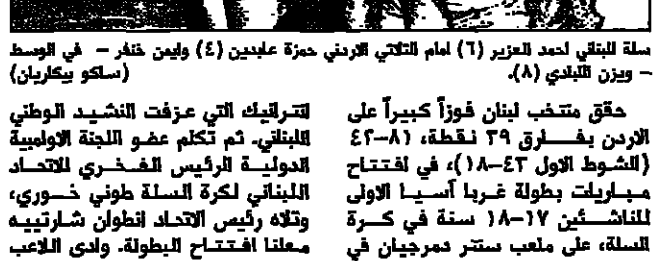 سلة للبناني احمد العزير (٦) امام الثلاثي الاردني حمزة عابدين (٤) وايمن خنفر – في الوسط
– ويزن اللبادي (٨). (ساكو بيكاريان)
حقق منتخب لبنان فوزاً كبيراً على
الاردن بفارق ٣٩ نقطة، ٨١–٤٢
(الشوط الاول ٤٣–١٨)، في افتتاح
مباريات بطولة غربا آسيا الاولى
للناشئين ١٧–١٨ سنة في كرة
السلة، على ملعب سنتر دمرجيان في
انترانيك التي عزفت النشيد الوطني
اللبناني. ثم تكلم عضو اللجنة الاولمبية
الدولية الرئيس الفخري للاتحاد
اللبناني لكرة السلة طوني خوري،
وتلاه رئيس الاتحاد انطوان شارتييه
معلنا افتتاح البطولة. وادى اللاعب